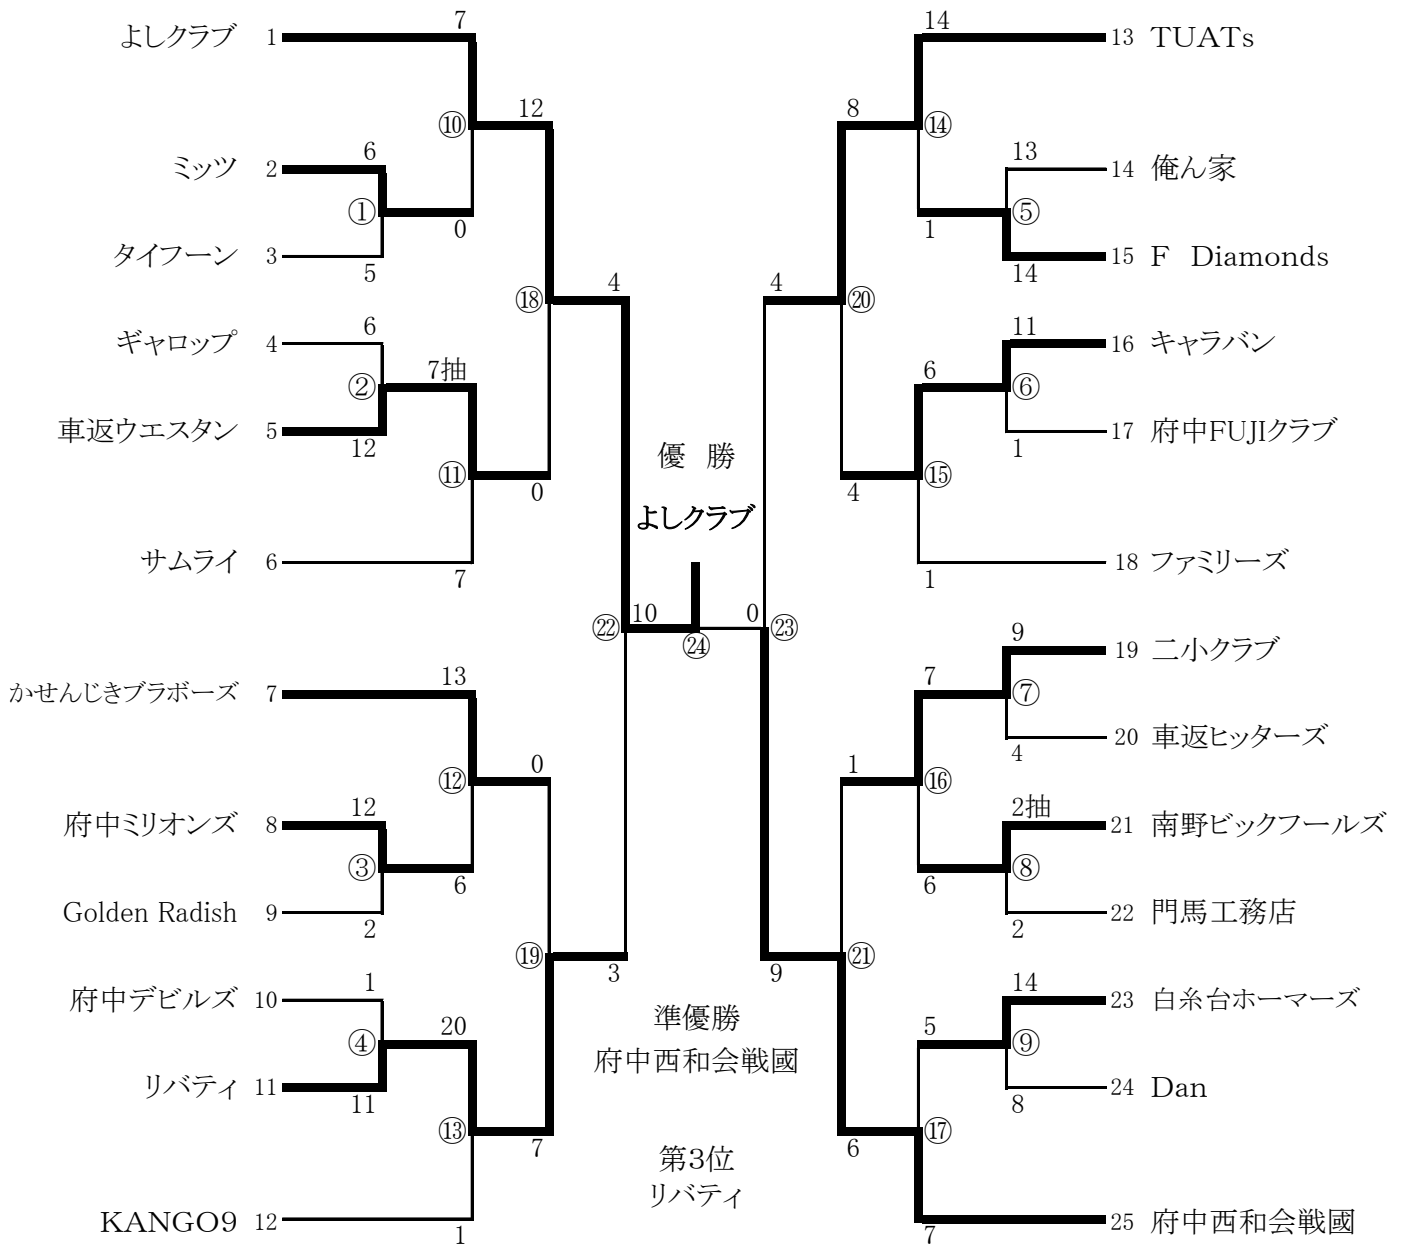 7
よしクラブ 1
12
⑩
6
ミッツ 2
①
0
タイフーン 3
5
⑱
4
ギャロップ 4
6
②
7抽
車返ウエスタン 5
12
⑪
0
サムライ 6
7
かせんじきブラボーズ 7
13
⑫
0
府中ミリオンズ 8
12
③
6
Golden Radish 9
2
⑲
3
府中デビルズ 10
1
④
20
リバティ 11
11
⑬
7
KANGO9 12
1
㉒
10
優 勝
よしクラブ
㉔
0
㉓
準優勝
府中西和会戦國
第3位
リバティ
14
13 TUATs
8
⑭
13
14 俺ん家
⑤
1
15 F Diamonds
14
4
⑳
11
16 キャラバン
6
⑥
17 府中FUJIクラブ
1
⑮
4
18 ファミリーズ
1
9
19 二小クラブ
7
⑦
20 車返ヒッターズ
4
1
⑯
2抽
21 南野ビックフールズ
⑧
6
22 門馬工務店
2
9
㉑
14
23 白糸台ホーマーズ
5
⑨
24 Dan
8
⑰
6
25 府中西和会戦國
7